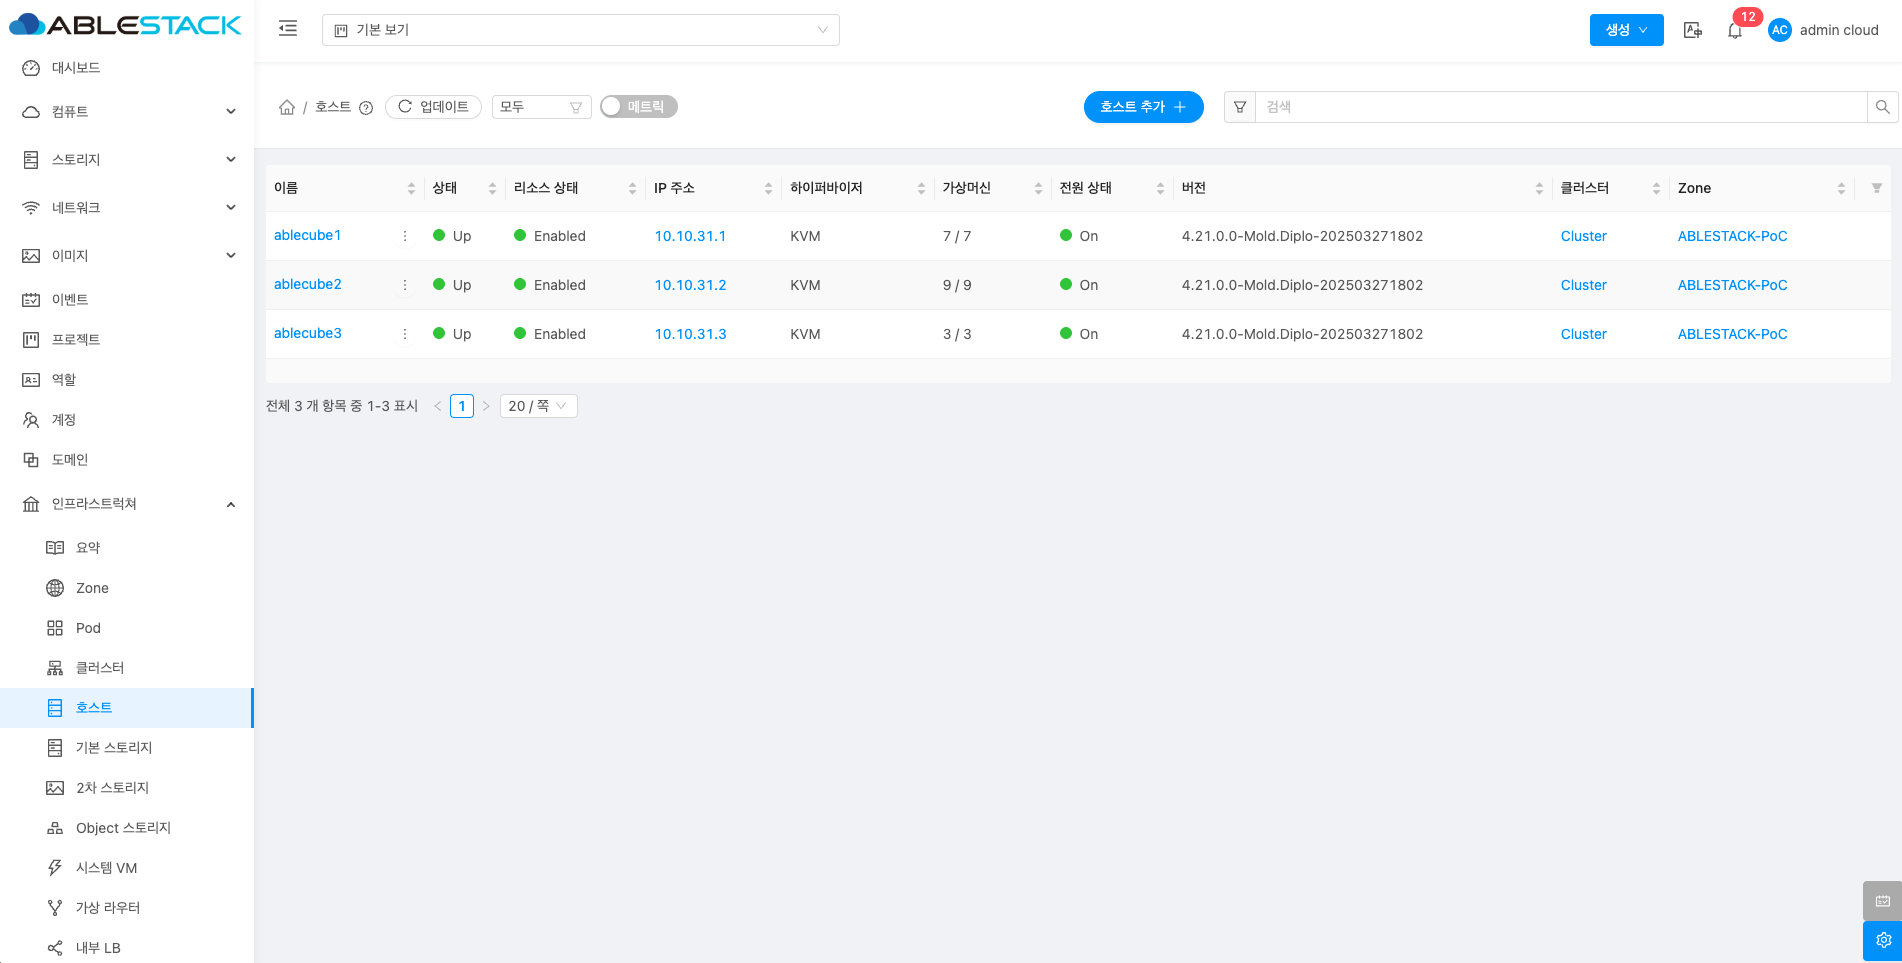 ABLESTACK
기본 보기
생성
12
AC
admin cloud
대시보드
컴퓨트
스토리지
네트워크
이미지
이벤트
프로젝트
역할
계정
도메인
인프라스트럭쳐
요약
Zone
Pod
클러스터
호스트
기본 스토리지
2차 스토리지
Object 스토리지
시스템 VM
가상 라우터
내부 LB
/ 호스트 업데이트 모두 메트릭
호스트 추가
검색
이름 상태 리소스 상태 IP 주소 하이퍼바이저 가상머신 전원 상태 버전 클러스터 Zone
ablecube1 Up Enabled 10.10.31.1 KVM 7 / 7 On 4.21.0.0-Mold.Diplo-202503271802 Cluster ABLESTACK-PoC
ablecube2 Up Enabled 10.10.31.2 KVM 9 / 9 On 4.21.0.0-Mold.Diplo-202503271802 Cluster ABLESTACK-PoC
ablecube3 Up Enabled 10.10.31.3 KVM 3 / 3 On 4.21.0.0-Mold.Diplo-202503271802 Cluster ABLESTACK-PoC
전체 3 개 항목 중 1-3 표시 < 1 > 20 / 쪽